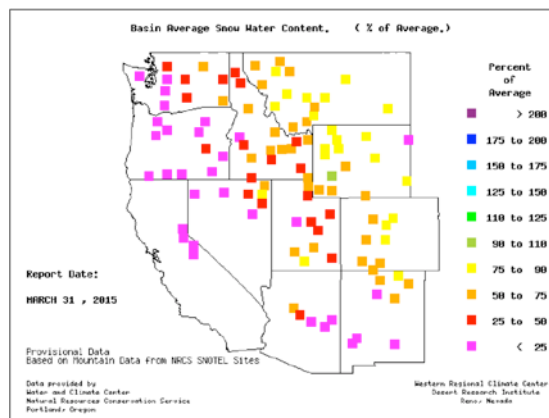 Basin Average Snow Water Content. ( % of Average.)
Percent
of
Average
> 200
175 to 200
150 to 175
125 to 150
110 to 125
90 to 110
75 to 90
50 to 75
25 to 50
< 25
Report Date:
MARCH 31 , 2015
Provisional Data
Based on Mountain Data from NRCS SNOTEL Sites
Data provided by
Water and Climate Center
Natural Resources Conservation Service
Portland, Oregon
Western Regional Climate Center
Desert Research Institute
Reno, Nevada